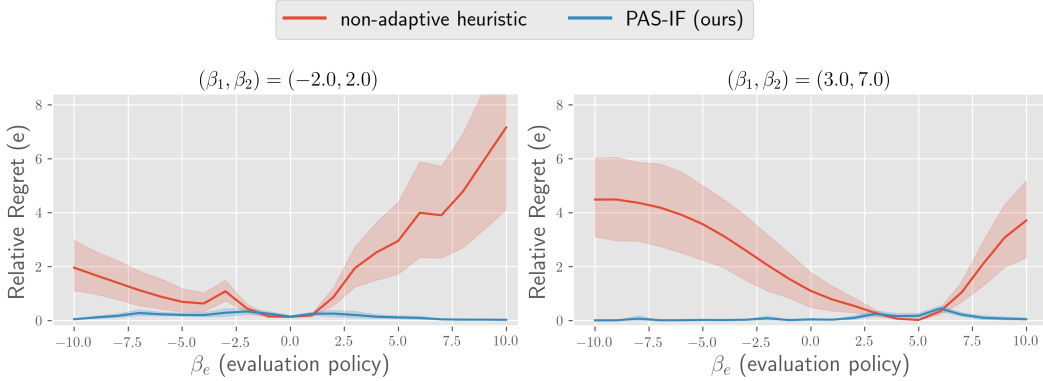 non-adaptive heuristic PAS-IF (ours)
(β₁, β₂) = (−2.0, 2.0)
8
6
4
2
0
Relative Regret (e)
−10.0 −7.5 −5.0 −2.5 0.0 2.5 5.0 7.5 10.0
βₑ (evaluation policy)
(β₁, β₂) = (3.0, 7.0)
8
6
4
2
0
Relative Regret (e)
−10.0 −7.5 −5.0 −2.5 0.0 2.5 5.0 7.5 10.0
βₑ (evaluation policy)